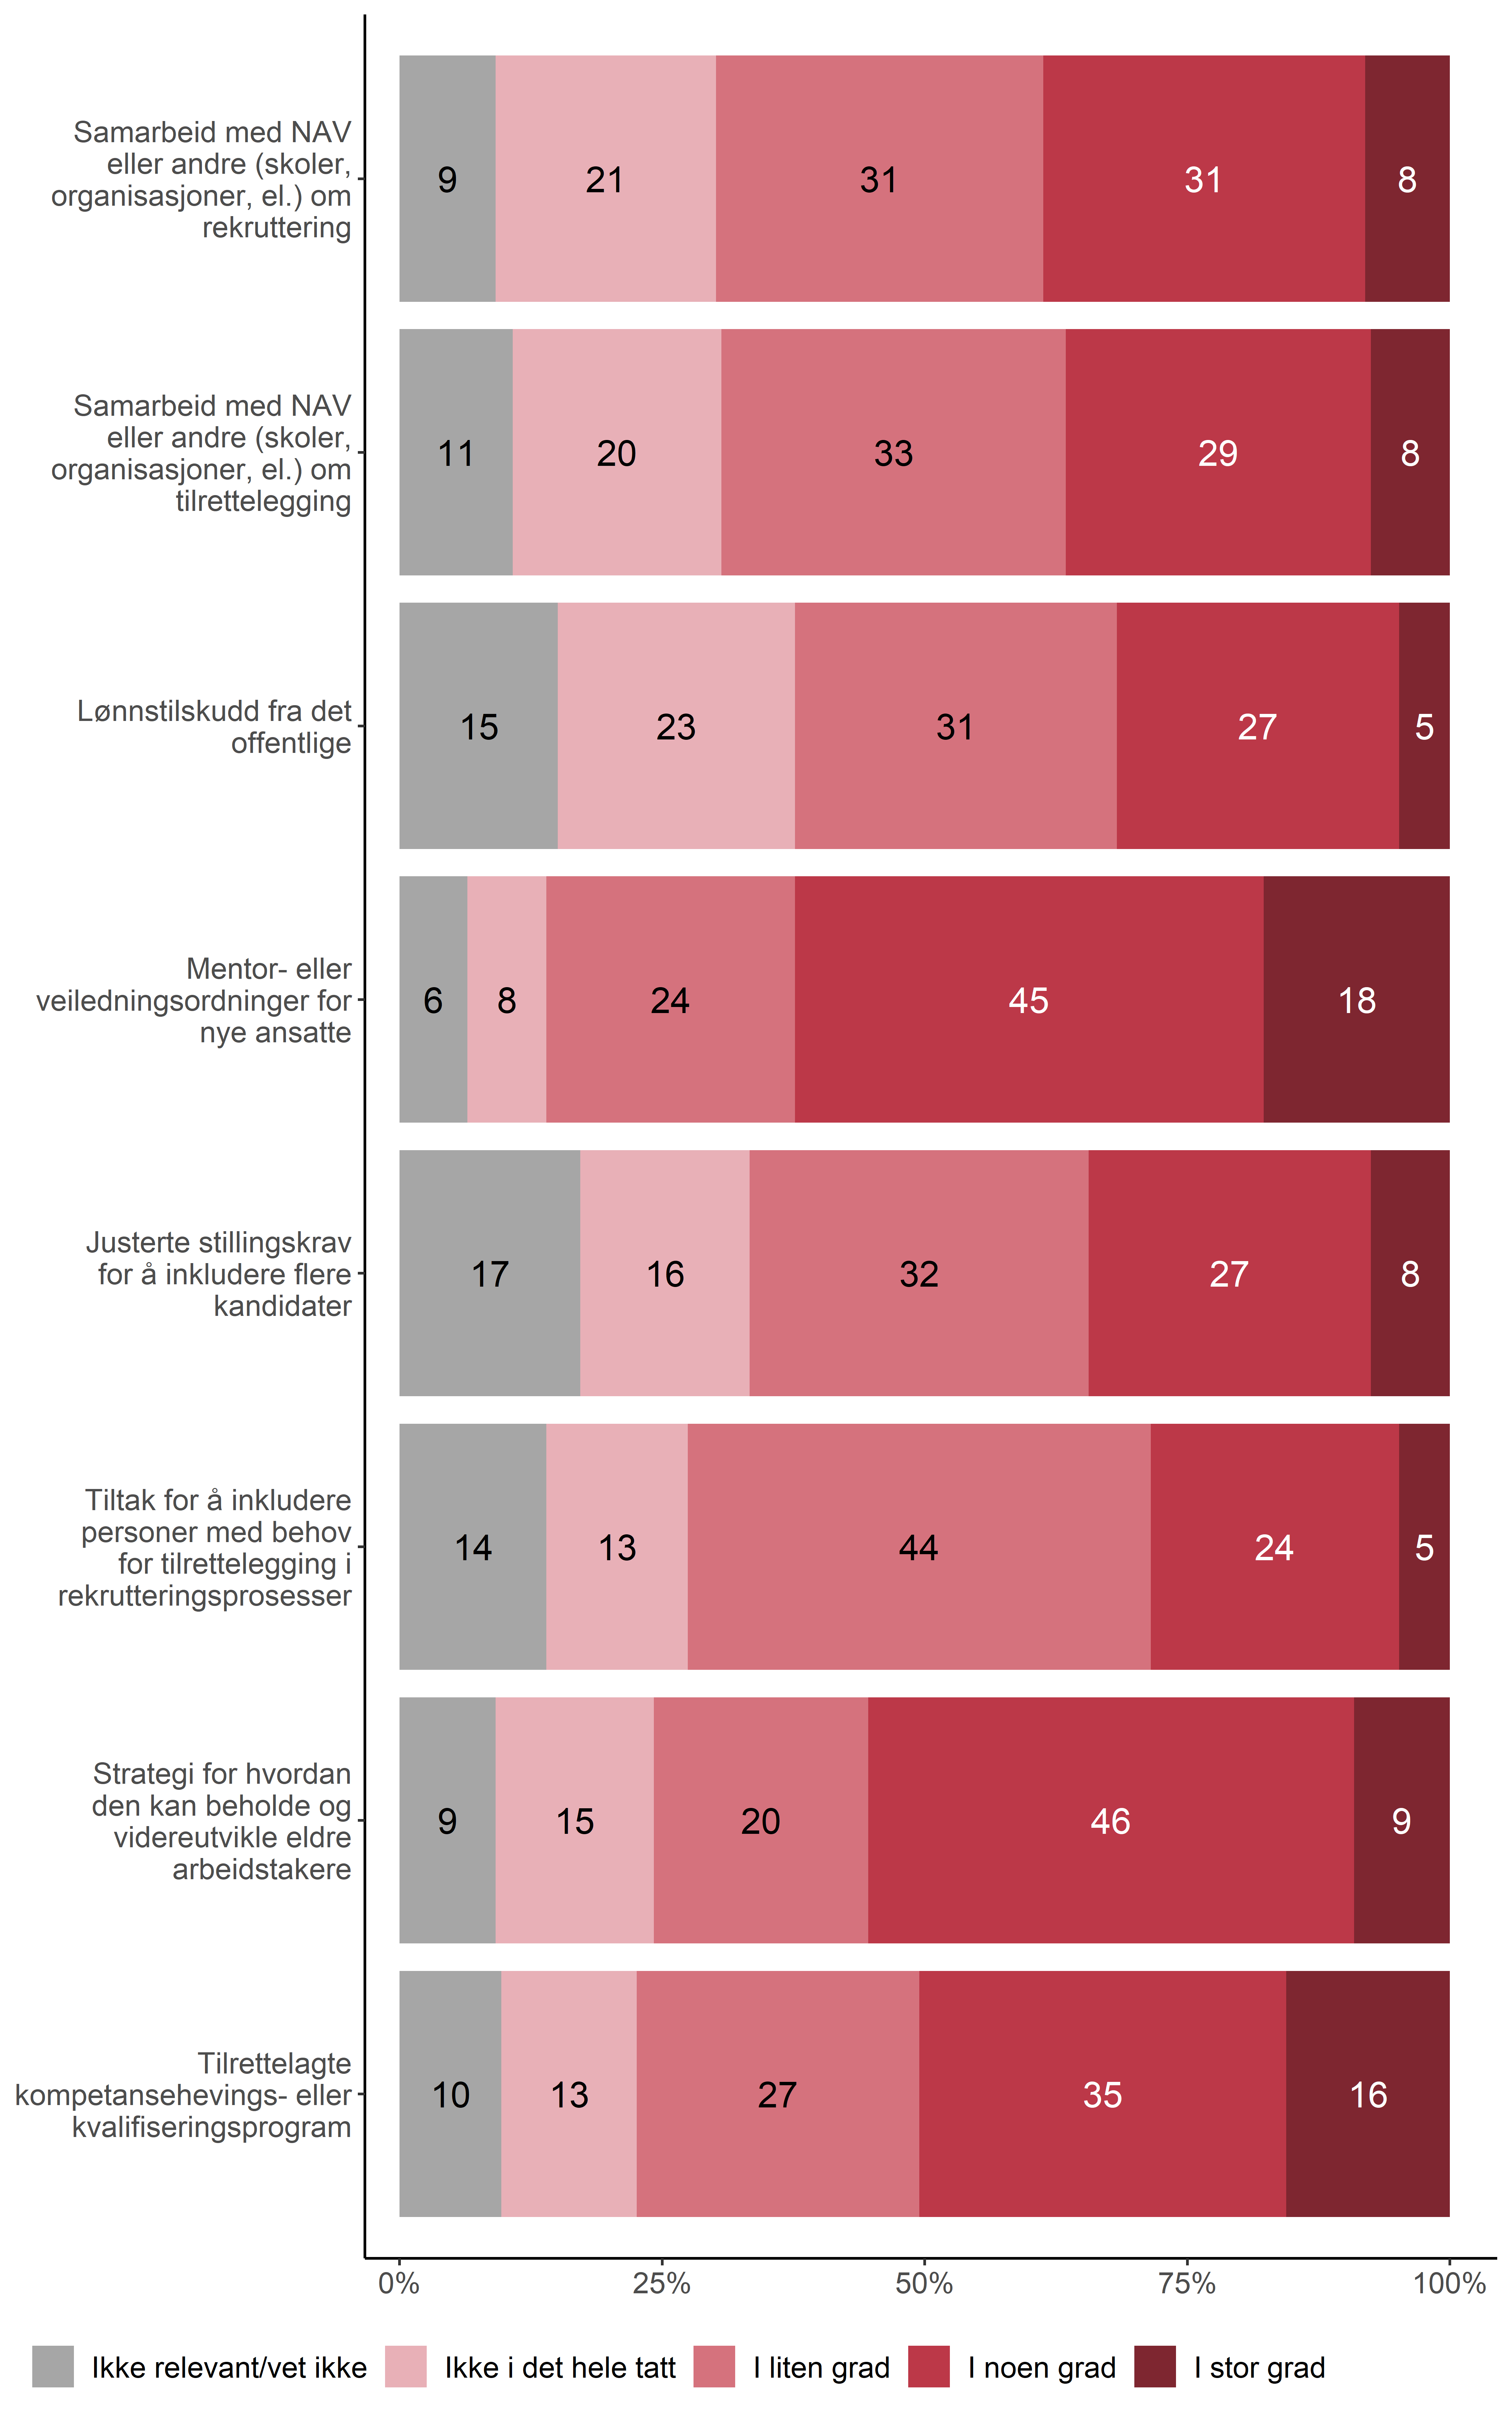 Samarbeid med NAV
eller andre (skoler,
organisasjoner, el.) om
rekruttering
9 21 31 31 8
Samarbeid med NAV
eller andre (skoler,
organisasjoner, el.) om
tilrettelegging
11 20 33 29 8
Lønnstilskudd fra det
offentlige
15 23 31 27 5
Mentor- eller
veiledningsordninger for
nye ansatte
6 8 24 45 18
Justerte stillingskrav
for å inkludere flere
kandidater
17 16 32 27 8
Tiltak for å inkludere
personer med behov
for tilrettelegging i
rekrutteringsprosesser
14 13 44 24 5
Strategi for hvordan
den kan beholde og
videreutvikle eldre
arbeidstakere
9 15 20 46 9
Tilrettelagte
kompetansehevings- eller
kvalifiseringsprogram
10 13 27 35 16
0% 25% 50% 75% 100%
Ikke relevant/vet ikke Ikke i det hele tatt I liten grad I noen grad I stor grad